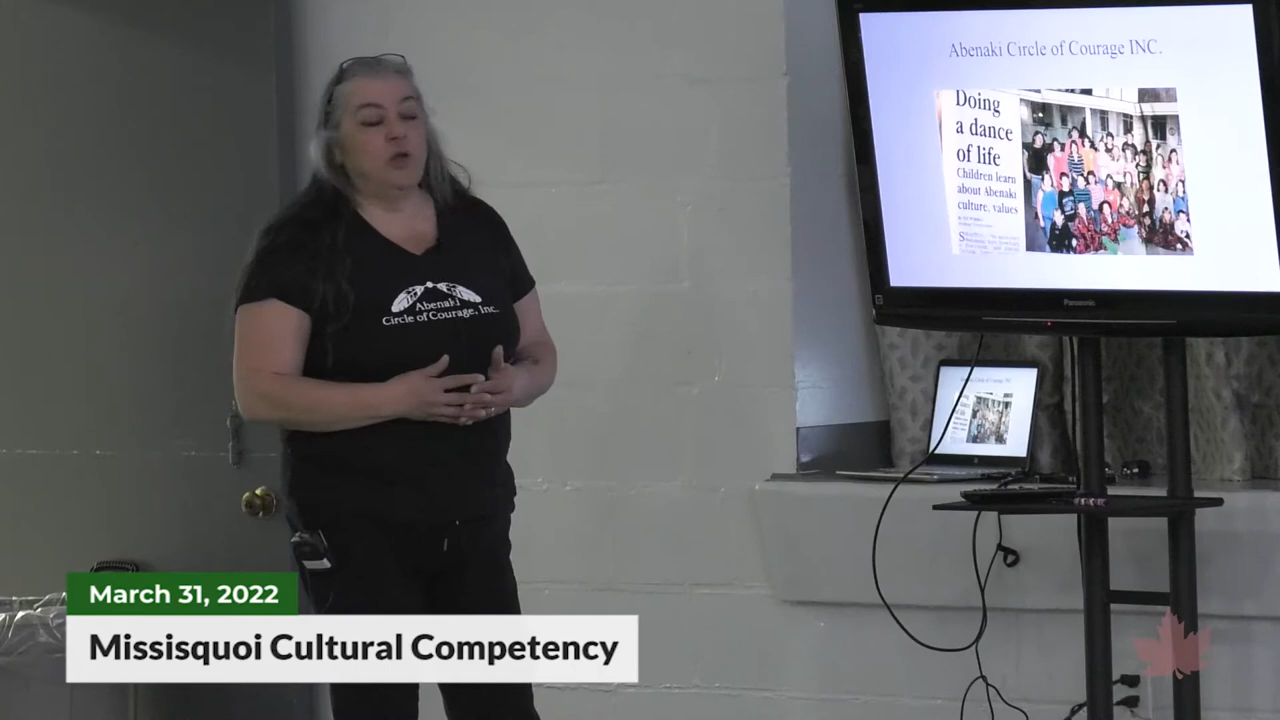 Abenaki Circle of Courage INC.
Doing
a dance
of life
Children learn
about Abenaki
culture, values
Abenaki
Circle of Courage, Inc.
Panasonic
March 31, 2022
Missisquoi Cultural Competency